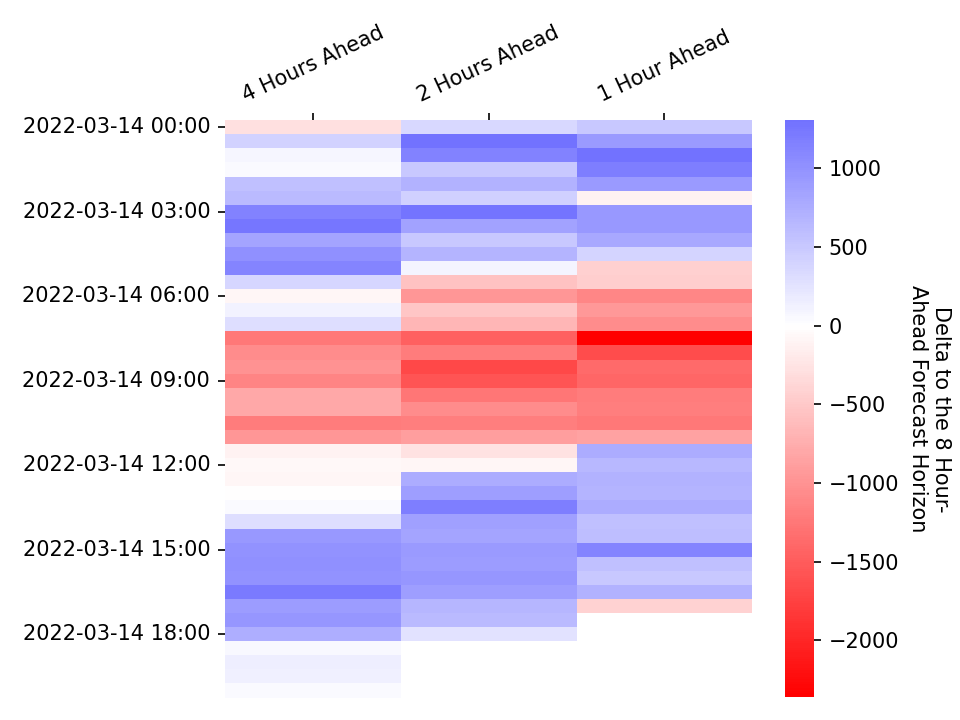 4 Hours Ahead
2 Hours Ahead
1 Hour Ahead
2022-03-14 00:00
2022-03-14 03:00
2022-03-14 06:00
2022-03-14 09:00
2022-03-14 12:00
2022-03-14 15:00
2022-03-14 18:00
1000
500
0
−500
−1000
−1500
−2000
Delta to the 8 Hour-
Ahead Forecast Horizon